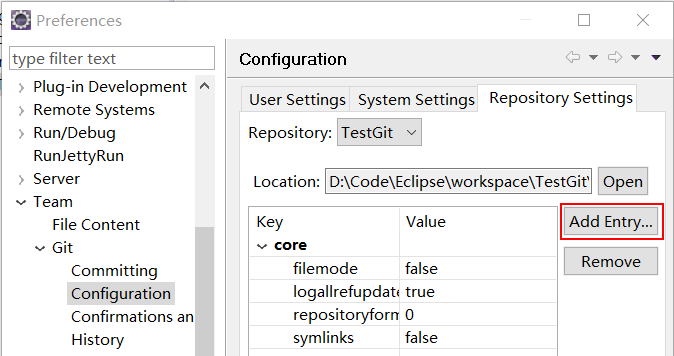 Preferences
type filter text
Plug-in Development
Remote Systems
Run/Debug
RunJettyRun
Server
Team
File Content
Git
Committing
Configuration
Confirmations an
History
Configuration
User Settings System Settings Repository Settings
Repository: TestGit
Location: D:\Code\Eclipse\workspace\TestGit\ Open
Key Value Add Entry...
core
Remove
filemode false
logallrefupdate true
repositoryform 0
symlinks false